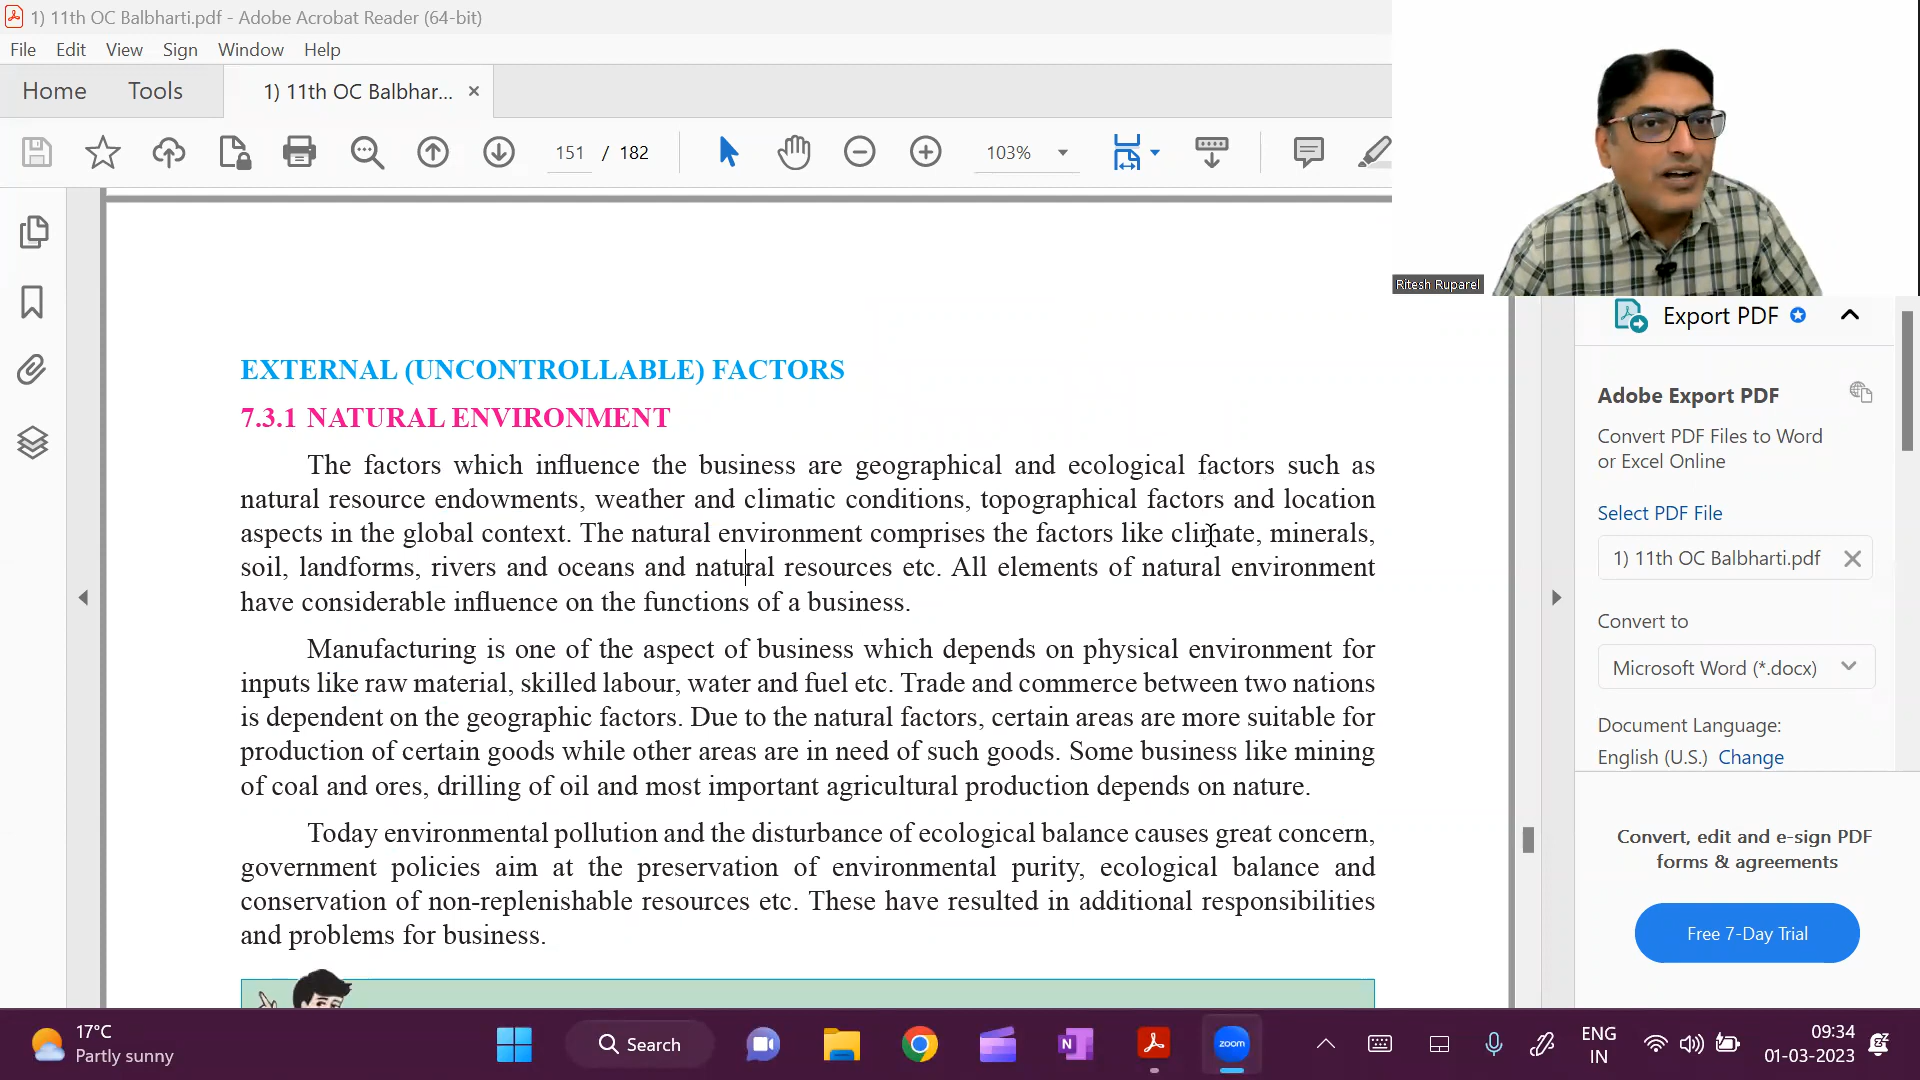 1) 11th OC Balbharti.pdf - Adobe Acrobat Reader (64-bit)
File Edit View Sign Window Help
Home Tools 1) 11th OC Balbhar... ×
151 / 182 103%
Ritesh Ruparel
EXTERNAL (UNCONTROLLABLE) FACTORS
7.3.1 NATURAL ENVIRONMENT
The factors which influence the business are geographical and ecological factors such as
natural resource endowments, weather and climatic conditions, topographical factors and location
aspects in the global context. The natural environment comprises the factors like climate, minerals,
soil, landforms, rivers and oceans and natural resources etc. All elements of natural environment
have considerable influence on the functions of a business.
Manufacturing is one of the aspect of business which depends on physical environment for
inputs like raw material, skilled labour, water and fuel etc. Trade and commerce between two nations
is dependent on the geographic factors. Due to the natural factors, certain areas are more suitable for
production of certain goods while other areas are in need of such goods. Some business like mining
of coal and ores, drilling of oil and most important agricultural production depends on nature.
Today environmental pollution and the disturbance of ecological balance causes great concern,
government policies aim at the preservation of environmental purity, ecological balance and
conservation of non-replenishable resources etc. These have resulted in additional responsibilities
and problems for business.
Export PDF
Adobe Export PDF
Convert PDF Files to Word
or Excel Online
Select PDF File
1) 11th OC Balbharti.pdf
Convert to
Microsoft Word (*.docx)
Document Language:
English (U.S.) Change
Convert, edit and e-sign PDF
forms & agreements
Free 7-Day Trial
17°C
Partly sunny
Search
zoom
ENG
IN
09:34
01-03-2023